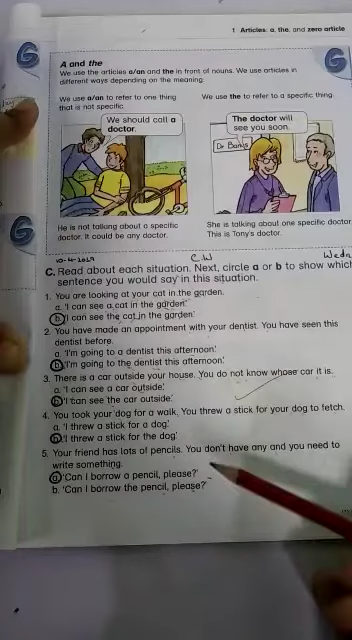 1 Articles: a, the, and zero article
G
G
A and the
We use the articles a/an and the in front of nouns. We use articles in
different ways depending on the meaning.
We use a/an to refer to one thing
that is not specific.
We use the to refer to a specific thing.
We should call a
doctor.
The doctor will
see you soon.
Dr Banks
He is not talking about a specific
doctor. It could be any doctor.
She is talking about one specific doctor.
This is Tony's doctor.
G
C.W
C. Read about each situation. Next, circle a or b to show which
sentence you would say in this situation.
1. You are looking at your cat in the garden.
a. 'I can see a cat in the garden.'
b. 'I can see the cat in the garden.'
2. You have made an appointment with your dentist. You have seen this
dentist before.
a. 'I'm going to a dentist this afternoon.'
b. 'I'm going to the dentist this afternoon.'
3. There is a car outside your house. You do not know whose car it is.
a. 'I can see a car outside.'
b. 'I can see the car outside.'
4. You took your dog for a walk. You threw a stick for your dog to fetch.
a. 'I threw a stick for a dog.'
b. 'I threw a stick for the dog.'
5. Your friend has lots of pencils. You don't have any and you need to
write something.
a. 'Can I borrow a pencil, please?'
b. 'Can I borrow the pencil, please?'